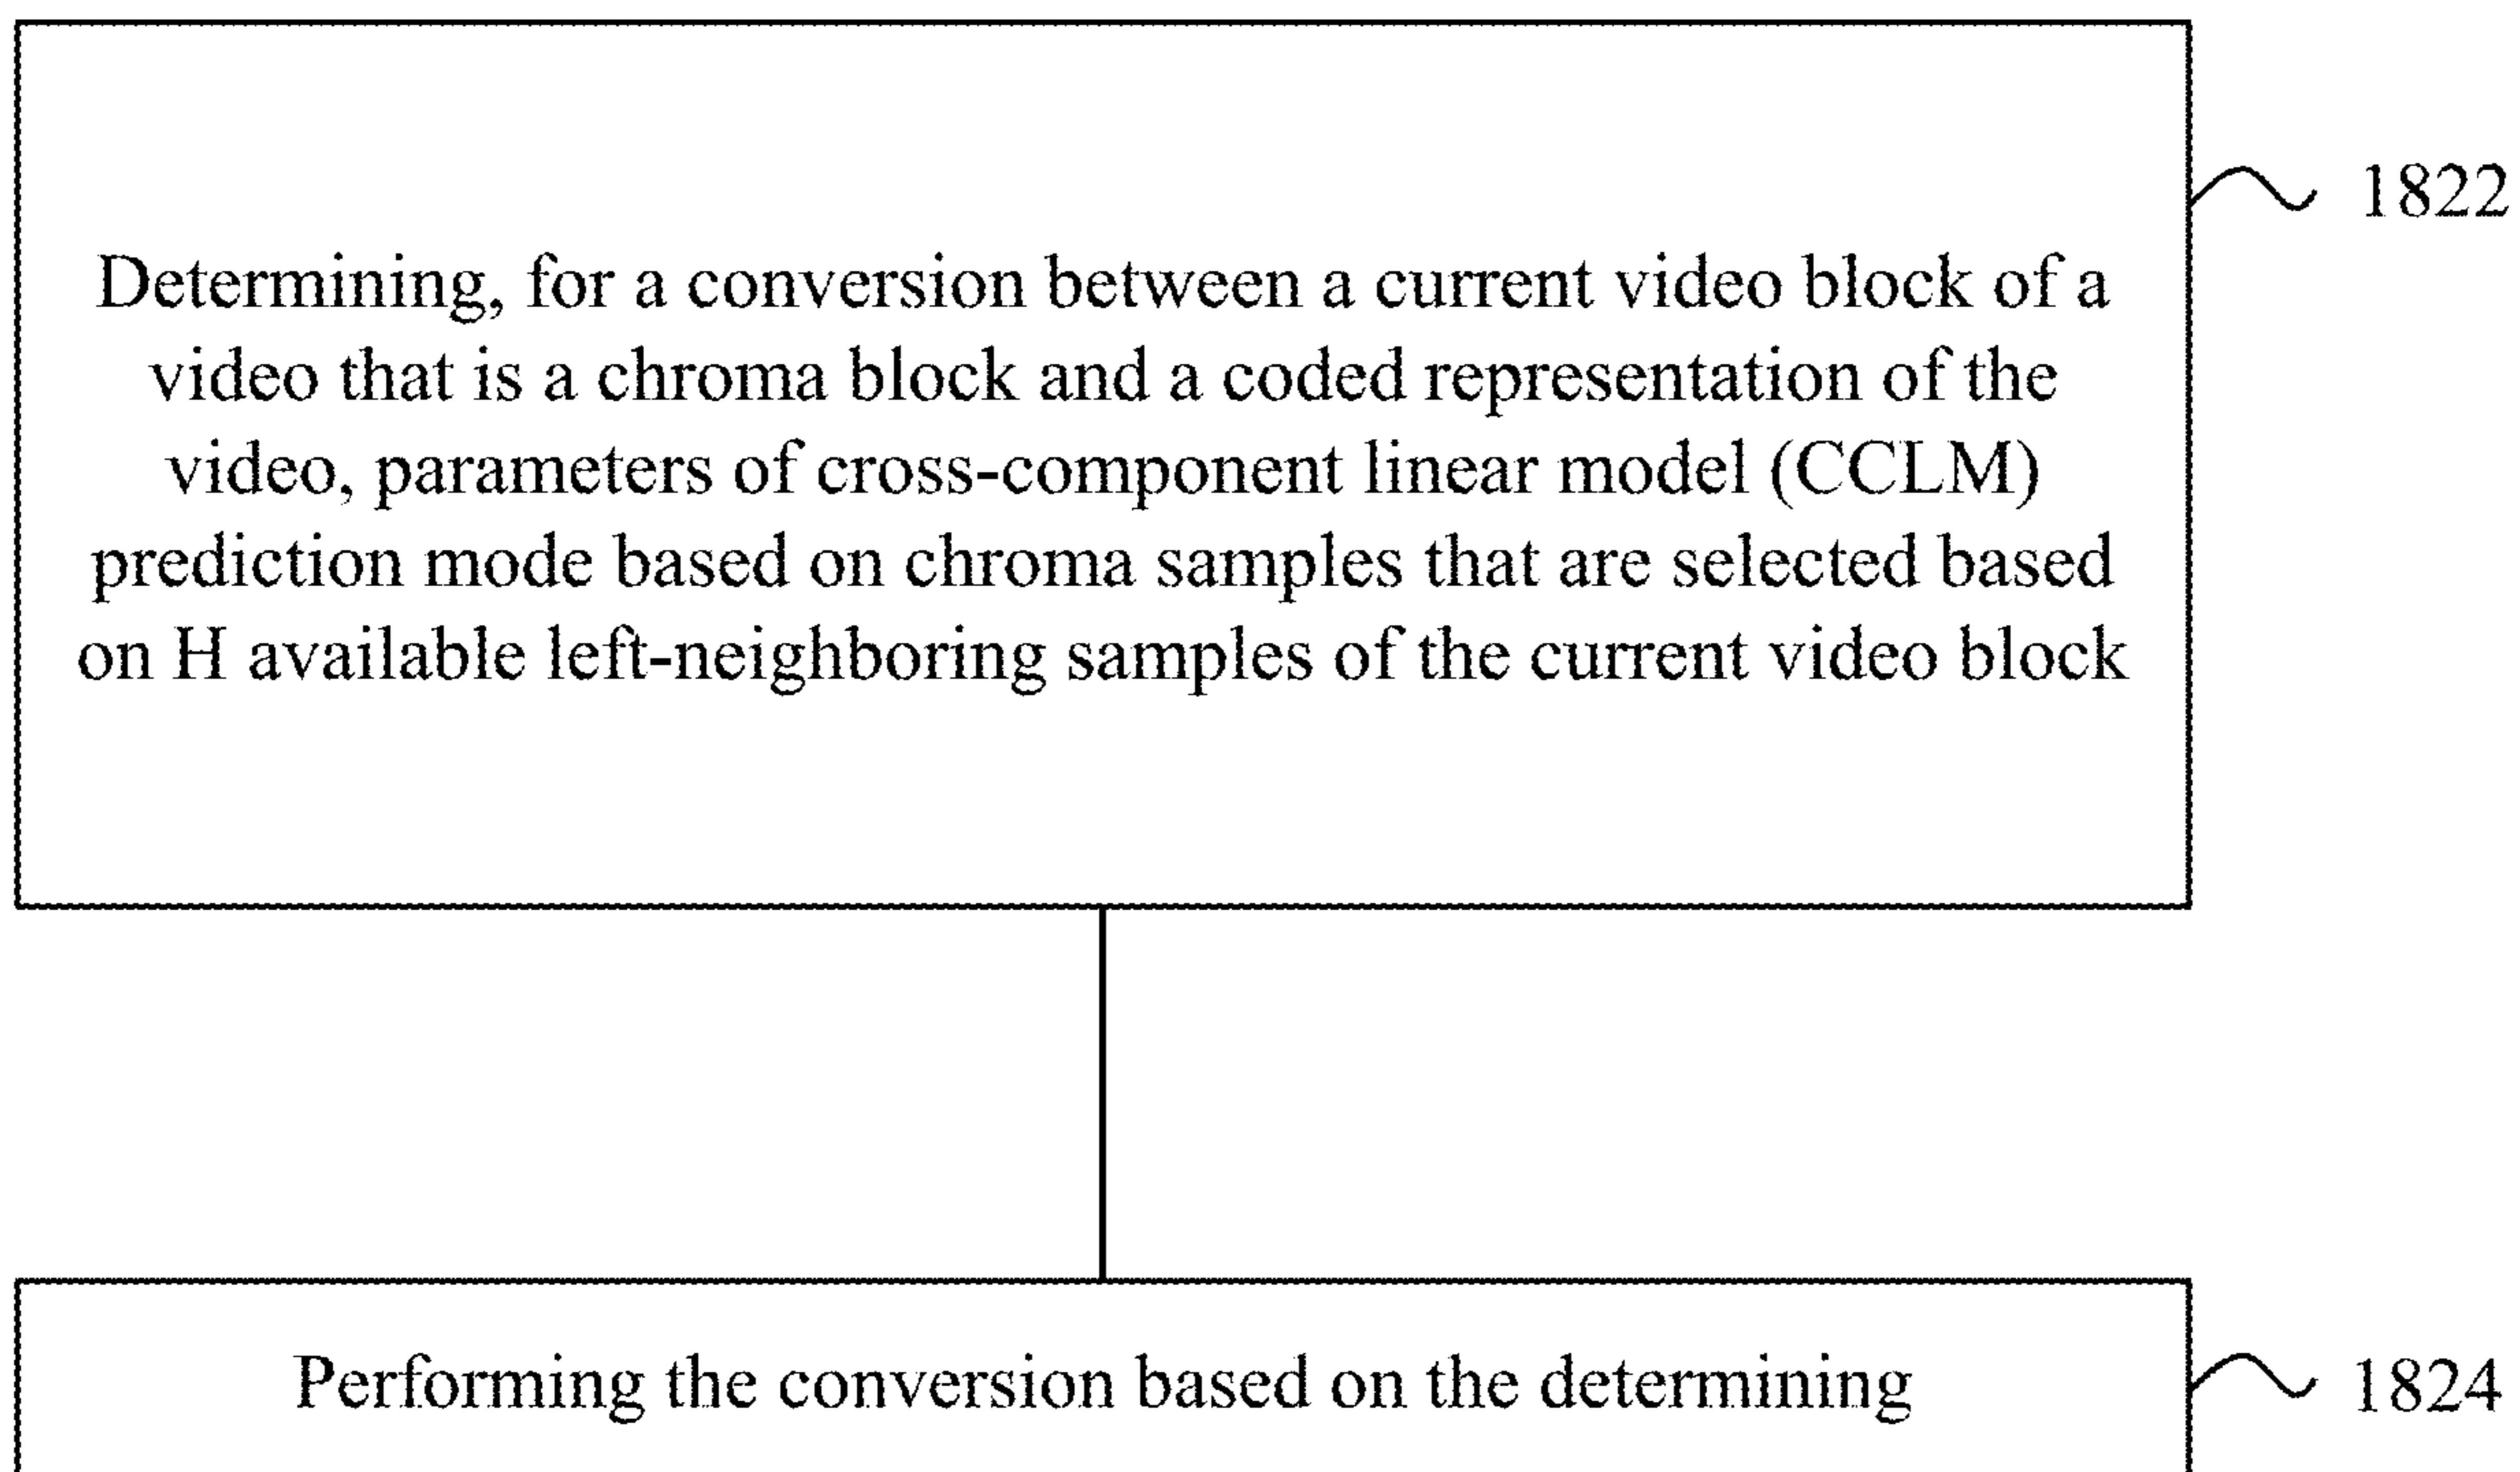 Determining, for a conversion between a current video block of a
video that is a chroma block and a coded representation of the
video, parameters of cross-component linear model (CCLM)
prediction mode based on chroma samples that are selected based
on H available left-neighboring samples of the current video block
1822
Performing the conversion based on the determining
1824